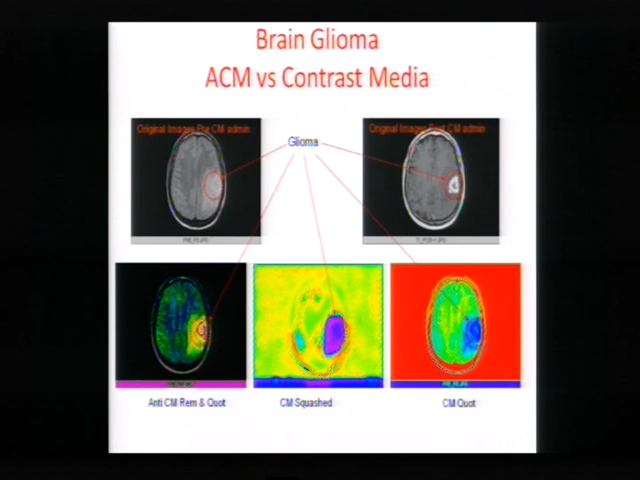 Brain Glioma
ACM vs Contrast Media
Original Images Pre CM admin
Original Images Post CM admin
Glioma
Anti CM Rem & Quot
CM Squashed
CM Quot